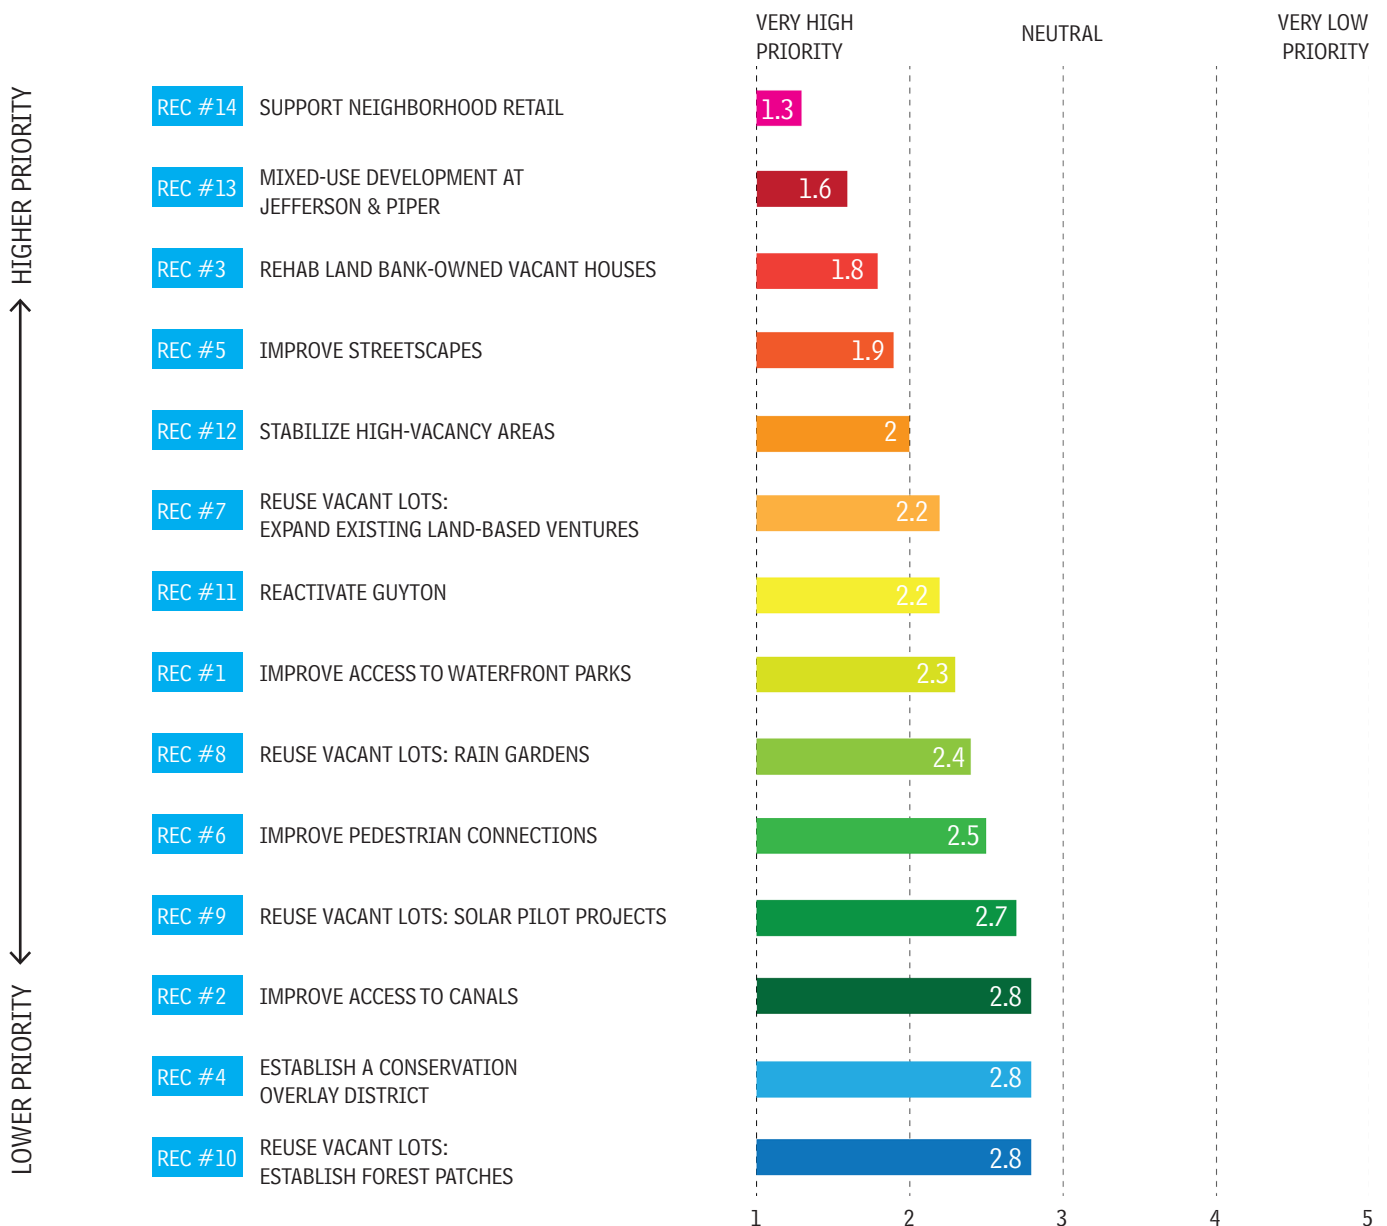 VERY HIGH
PRIORITY
NEUTRAL
VERY LOW
PRIORITY
HIGHER PRIORITY
REC #14 SUPPORT NEIGHBORHOOD RETAIL 1.3
REC #13 MIXED-USE DEVELOPMENT AT
JEFFERSON & PIPER 1.6
REC #3 REHAB LAND BANK-OWNED VACANT HOUSES 1.8
REC #5 IMPROVE STREETSCAPES 1.9
REC #12 STABILIZE HIGH-VACANCY AREAS 2
REC #7 REUSE VACANT LOTS:
EXPAND EXISTING LAND-BASED VENTURES 2.2
REC #11 REACTIVATE GUYTON 2.2
REC #1 IMPROVE ACCESS TO WATERFRONT PARKS 2.3
REC #8 REUSE VACANT LOTS: RAIN GARDENS 2.4
REC #6 IMPROVE PEDESTRIAN CONNECTIONS 2.5
REC #9 REUSE VACANT LOTS: SOLAR PILOT PROJECTS 2.7
REC #2 IMPROVE ACCESS TO CANALS 2.8
REC #4 ESTABLISH A CONSERVATION
OVERLAY DISTRICT 2.8
REC #10 REUSE VACANT LOTS:
ESTABLISH FOREST PATCHES 2.8
LOWER PRIORITY
1 2 3 4 5